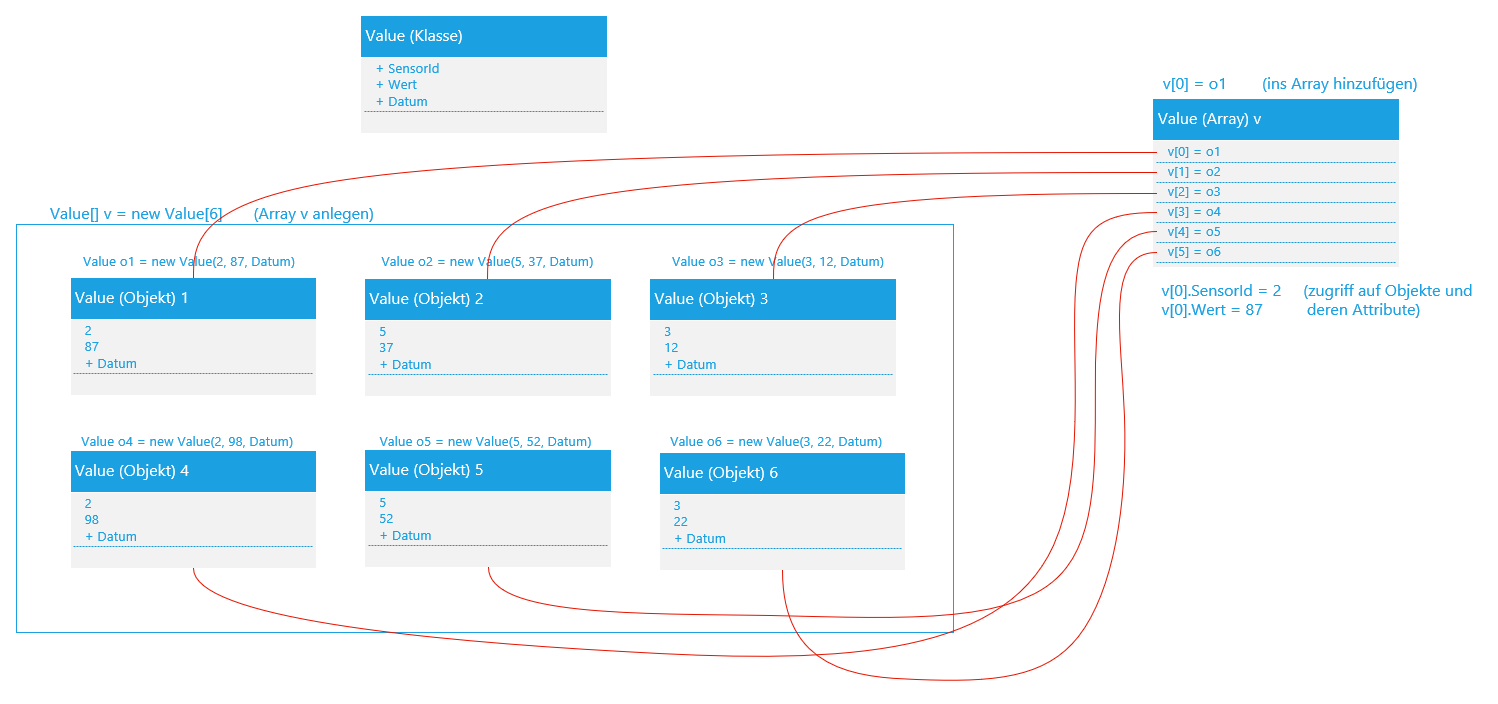 Value (Klasse)
+ SensorId
+ Wert
+ Datum
v[0] = o1 (ins Array hinzufügen)
Value (Array) v
v[0] = o1
v[1] = o2
v[2] = o3
v[3] = o4
v[4] = o5
v[5] = o6
v[0].SensorId = 2 (zugriff auf Objekte und
v[0].Wert = 87 deren Attribute)
Value[] v = new Value[6] (Array v anlegen)
Value o1 = new Value(2, 87, Datum)
Value (Objekt) 1
2
87
+ Datum
Value o2 = new Value(5, 37, Datum)
Value (Objekt) 2
5
37
+ Datum
Value o3 = new Value(3, 12, Datum)
Value (Objekt) 3
3
12
+ Datum
Value o4 = new Value(2, 98, Datum)
Value (Objekt) 4
2
98
+ Datum
Value o5 = new Value(5, 52, Datum)
Value (Objekt) 5
5
52
+ Datum
Value o6 = new Value(3, 22, Datum)
Value (Objekt) 6
3
22
+ Datum